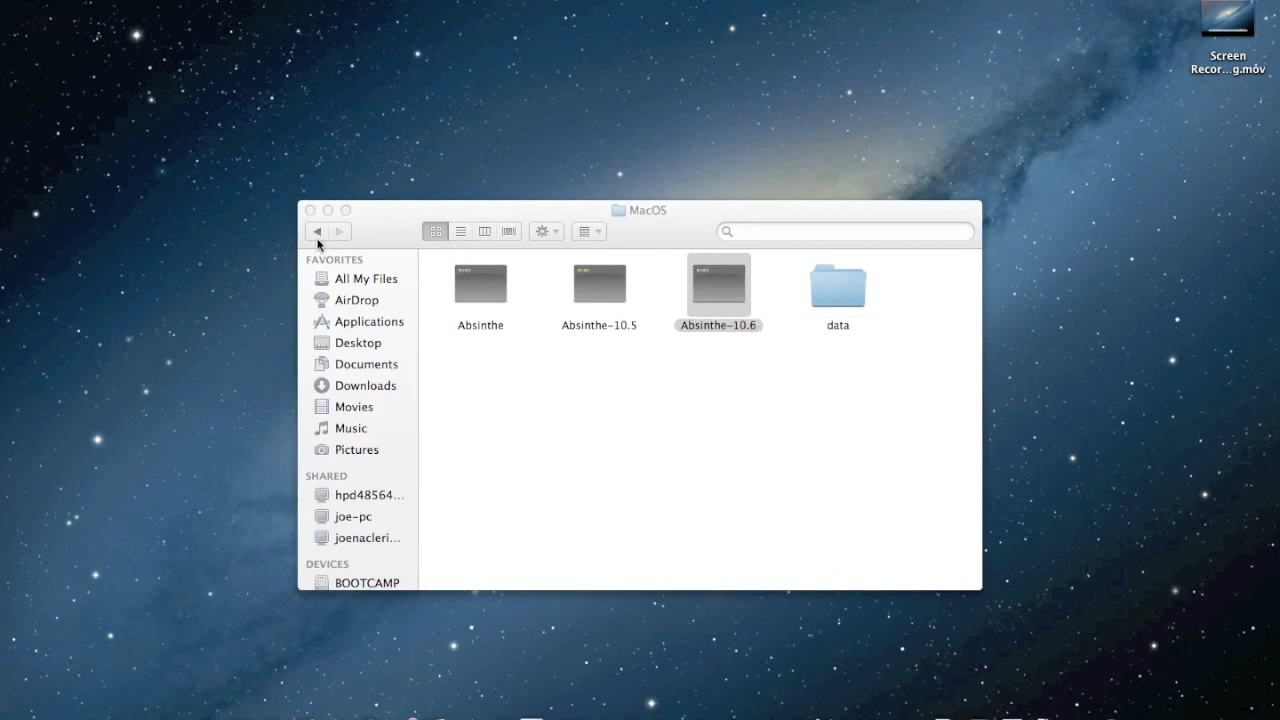 Screen
Recor...g.mov
MacOS
FAVORITES
All My Files
AirDrop
Applications
Desktop
Documents
Downloads
Movies
Music
Pictures
SHARED
hpd48564...
joe-pc
joenacleri...
DEVICES
BOOTCAMP
Absinthe
Absinthe-10.5
Absinthe-10.6
data